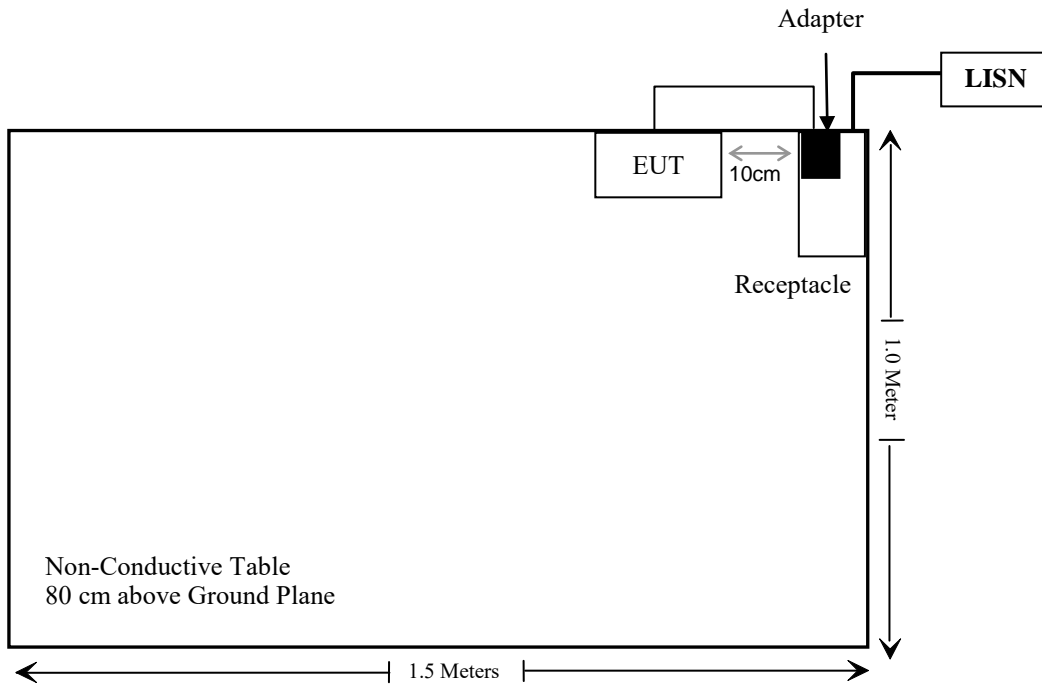 Adapter
LISN
EUT
10cm
Receptacle
1.0 Meter
Non-Conductive Table
80 cm above Ground Plane
1.5 Meters